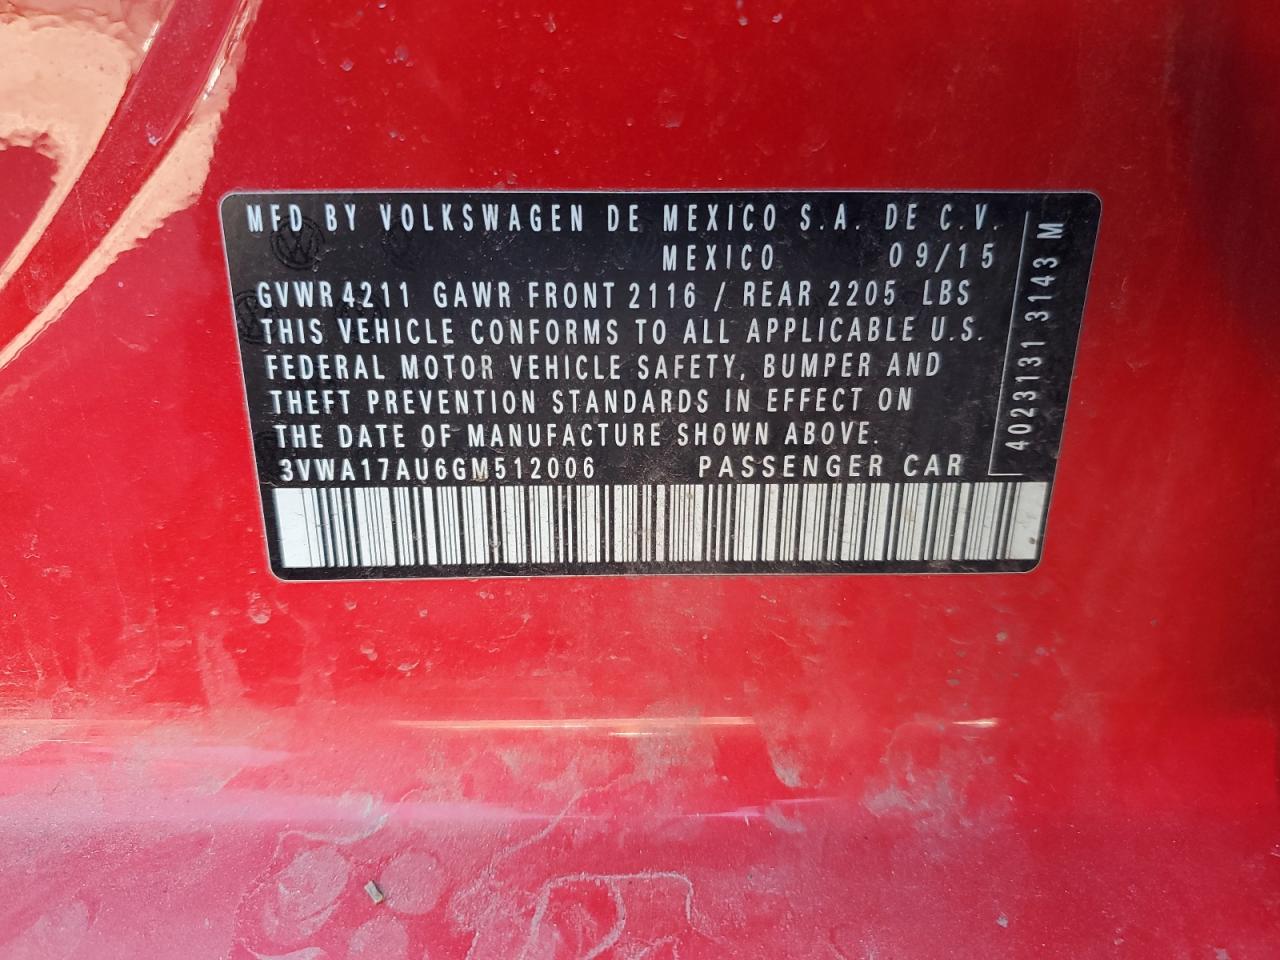 MFD BY VOLKSWAGEN DE MEXICO S.A. DE C.V.
MEXICO 09/15
GVWR 4211 GAWR FRONT 2116 / REAR 2205 LBS
THIS VEHICLE CONFORMS TO ALL APPLICABLE U.S.
FEDERAL MOTOR VEHICLE SAFETY, BUMPER AND
THEFT PREVENTION STANDARDS IN EFFECT ON
THE DATE OF MANUFACTURE SHOWN ABOVE.
3VWA17AU6GM512006 PASSENGER CAR
4023131 3143 M